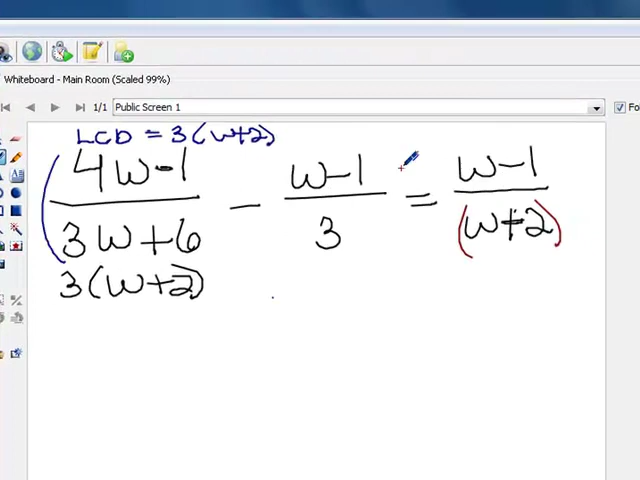 Whiteboard - Main Room (Scaled 99%)
1/1 Public Screen 1 Fo
LCD = 3(w+2)
(4w-1 / 3w+6 - w-1 / 3 = w-1 / (w+2)
3(w+2)